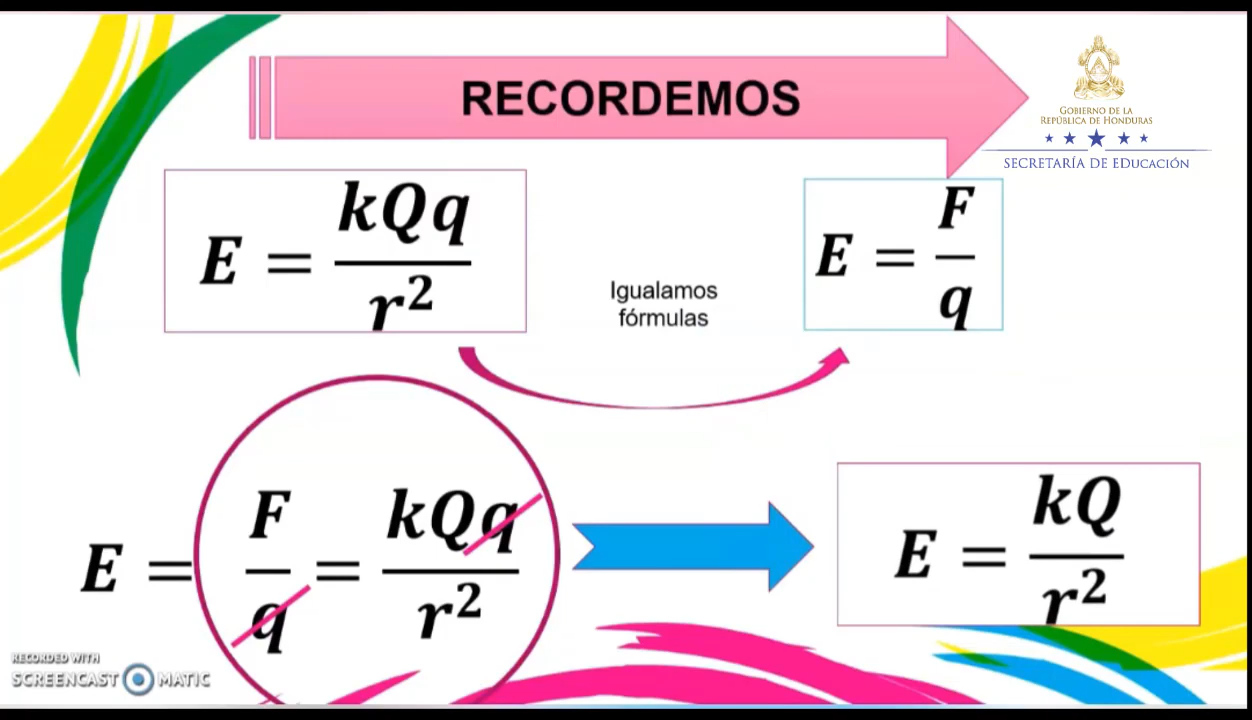 RECORDEMOS
GOBIERNO DE LA
REPÚBLICA DE HONDURAS
SECRETARÍA DE EDUCACIÓN
E = kQq / r²
Igualamos
fórmulas
E = F / q
E = F / q = kQq / r²
E = kQ / r²
RECORDED WITH
SCREENCAST MATIC